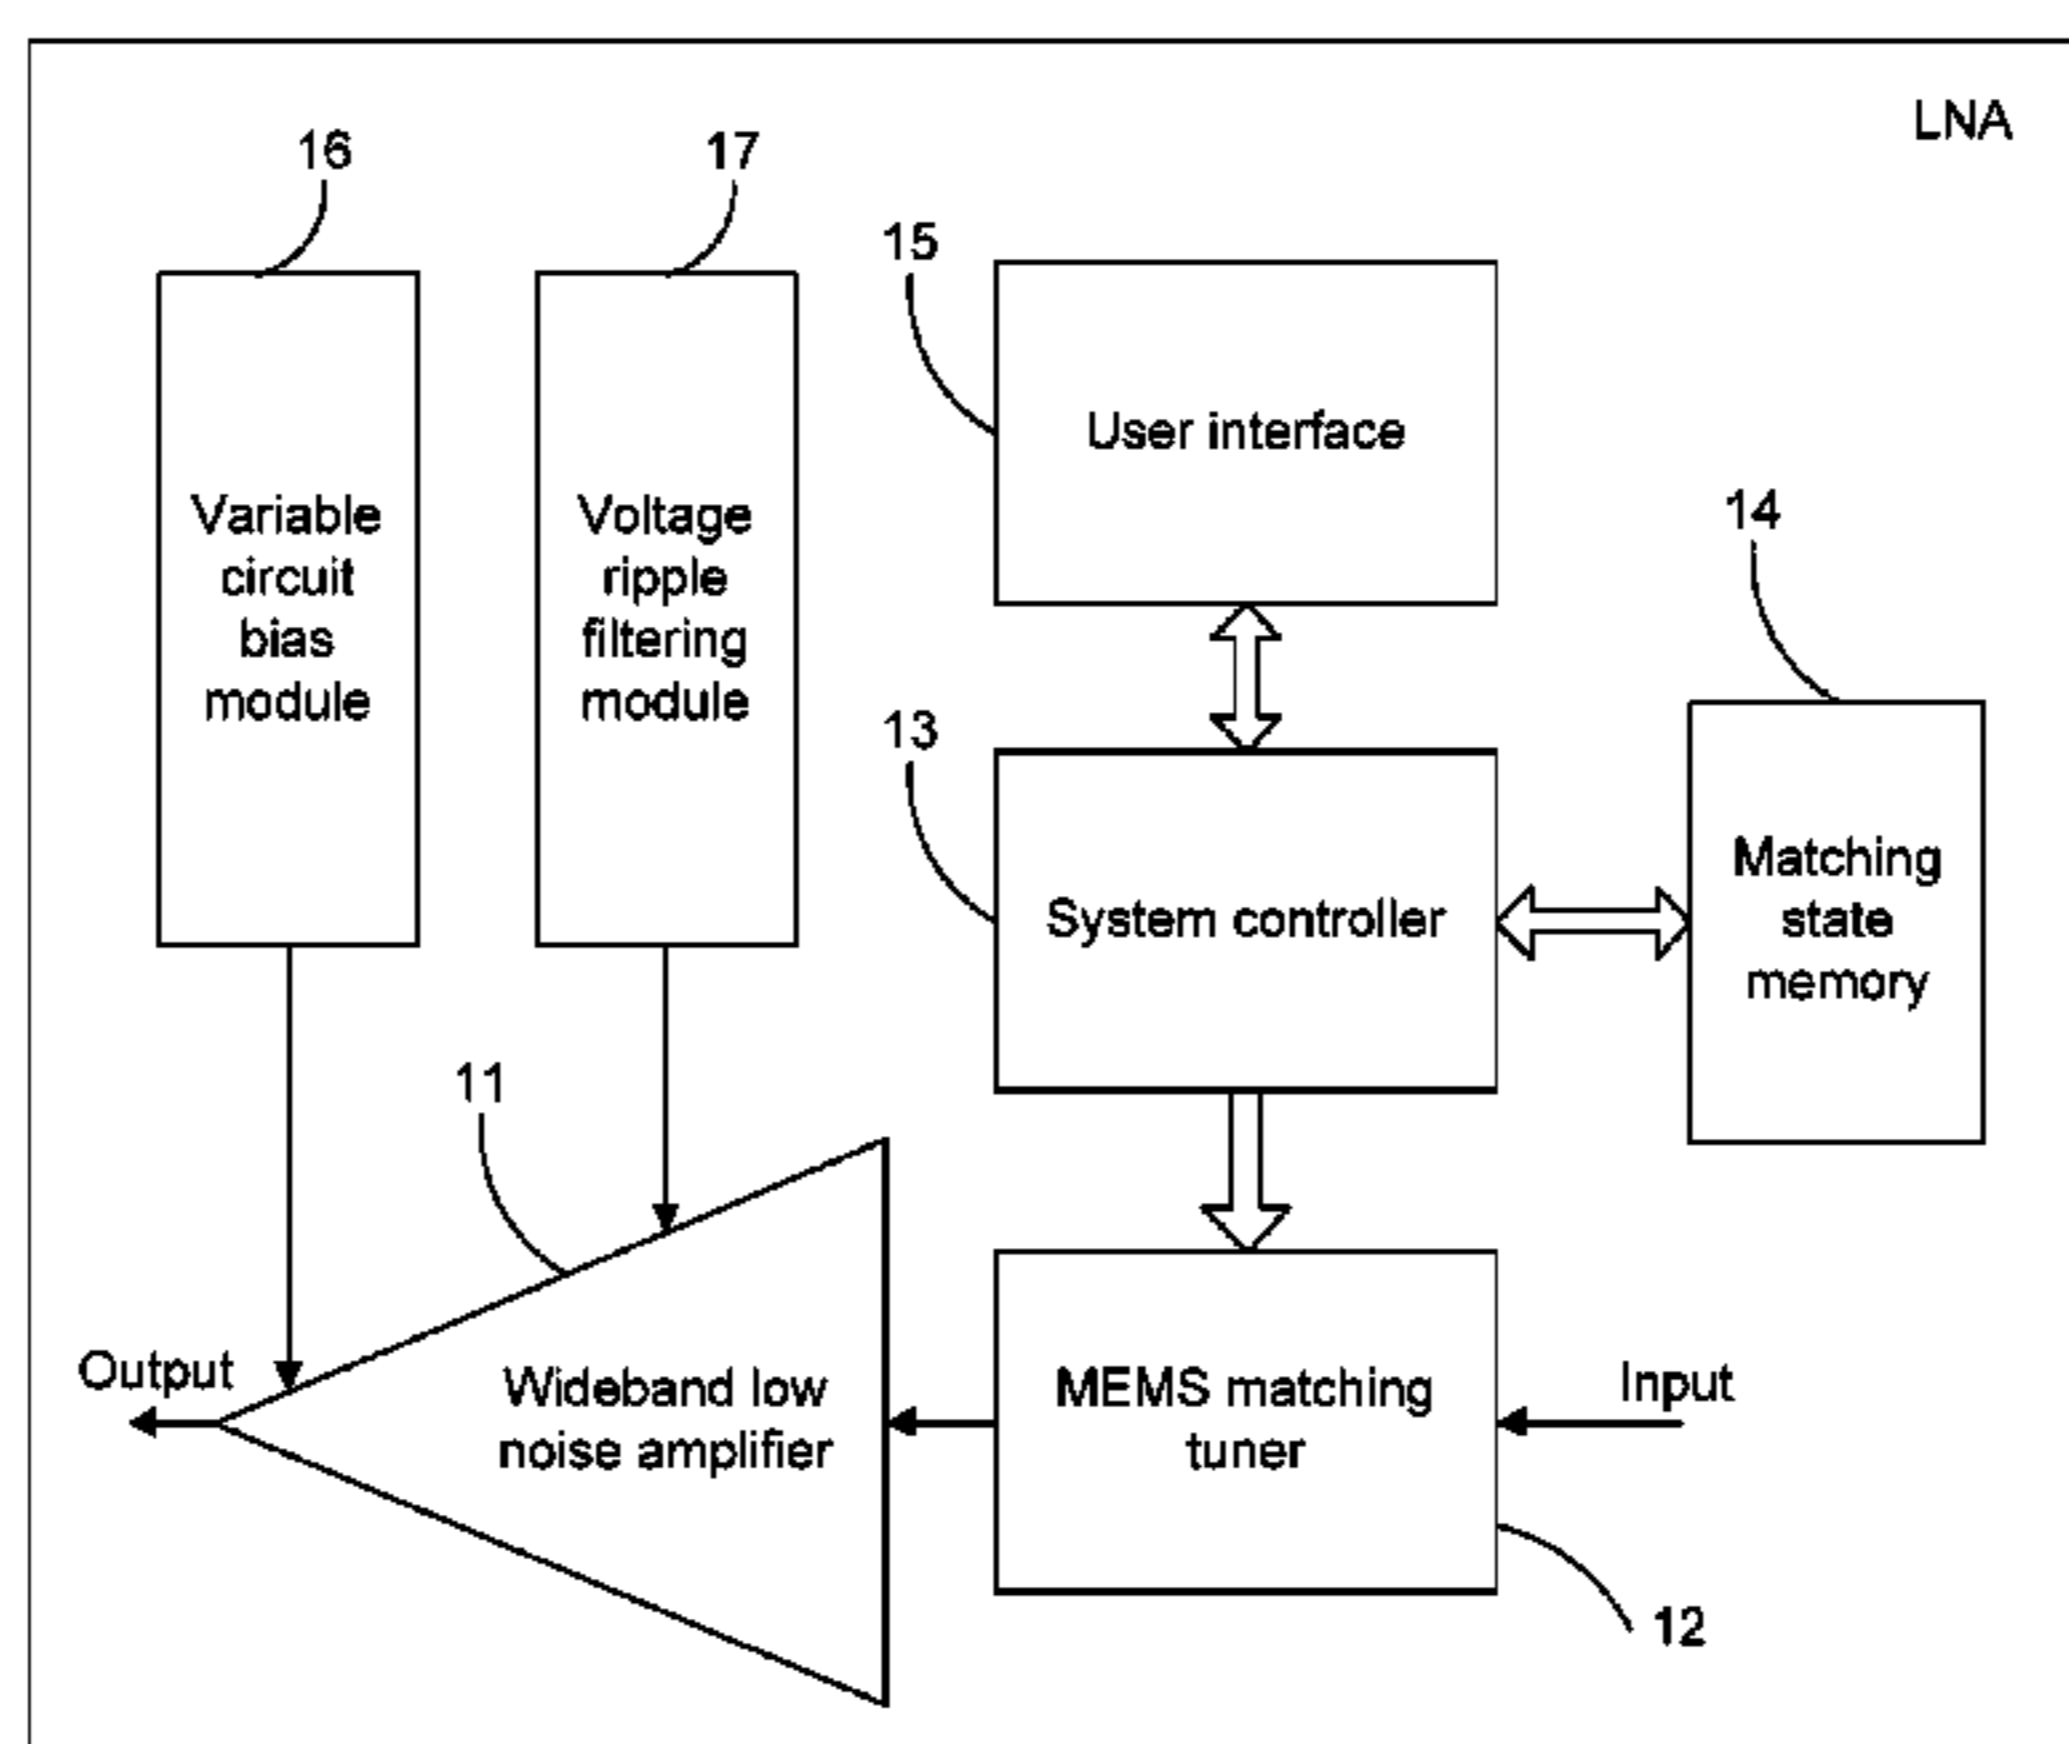 LNA
16
17
15
User interface
Variable
circuit
bias
module
Voltage
ripple
filtering
module
14
13
System controller
Matching
state
memory
11
Output
Wideband low
noise amplifier
MEMS matching
tuner
Input
12